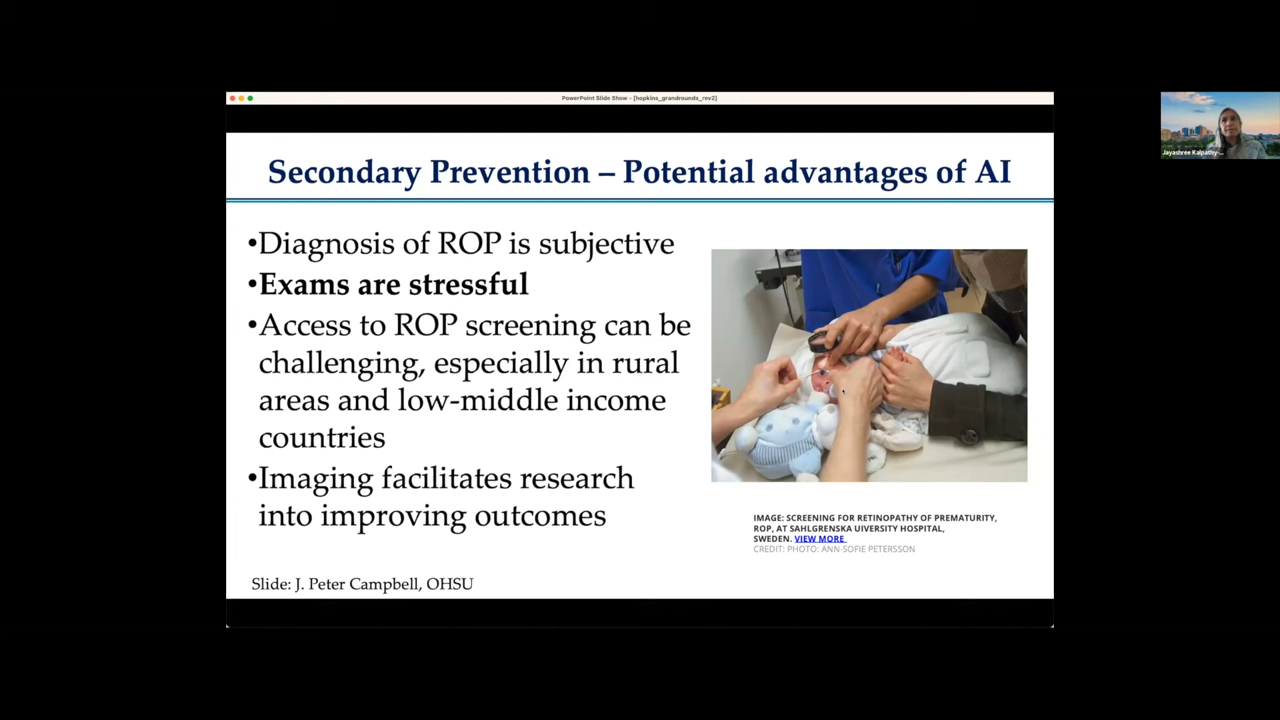 PowerPoint Slide Show - [hopkins_grandrounds_rev2]
Secondary Prevention – Potential advantages of AI
•Diagnosis of ROP is subjective
•Exams are stressful
•Access to ROP screening can be
challenging, especially in rural
areas and low-middle income
countries
•Imaging facilitates research
into improving outcomes
IMAGE: SCREENING FOR RETINOPATHY OF PREMATURITY,
ROP, AT SAHLGRENSKA UIVERSITY HOSPITAL,
SWEDEN. VIEW MORE
CREDIT: PHOTO: ANN-SOFIE PETERSSON
Slide: J. Peter Campbell, OHSU
Jayashree Kalpathy-...